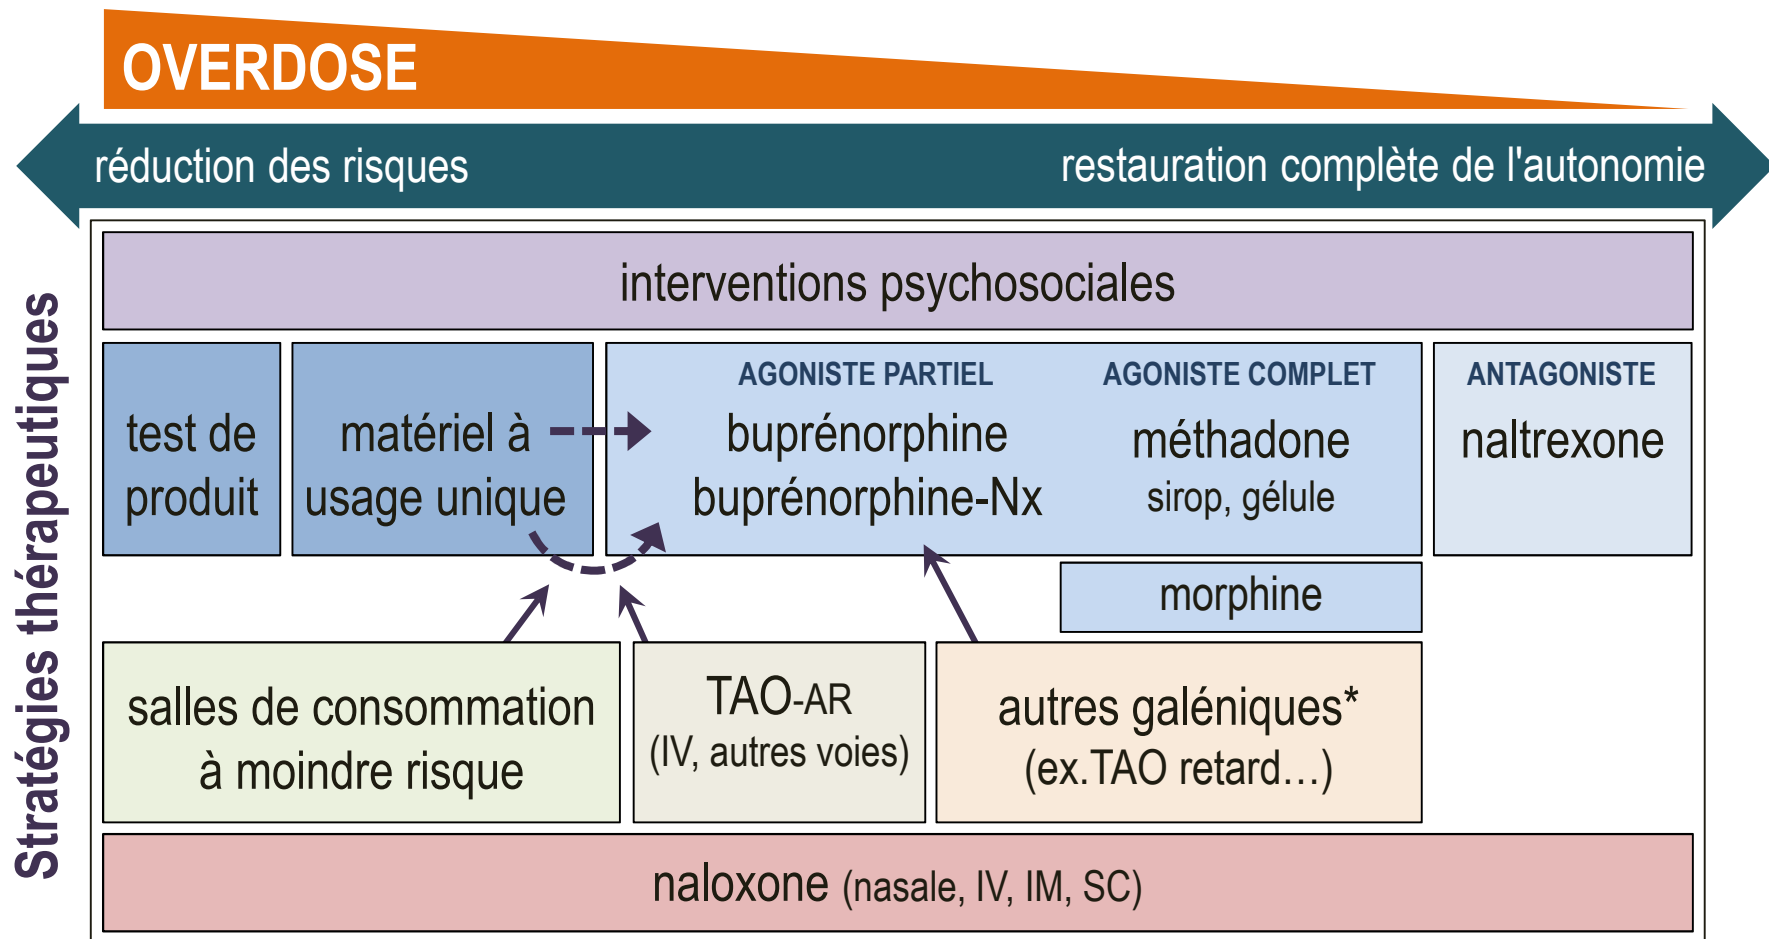 OVERDOSE
réduction des risques
restauration complète de l'autonomie
Stratégies thérapeutiques
interventions psychosociales
test de
produit
matériel à
usage unique
AGONISTE PARTIEL
buprénorphine
buprénorphine-Nx
AGONISTE COMPLET
méthadone
sirop, gélule
ANTAGONISTE
naltrexone
morphine
salles de consommation
à moindre risque
TAO-AR
(IV, autres voies)
autres galéniques*
(ex.TAO retard…)
naloxone (nasale, IV, IM, SC)